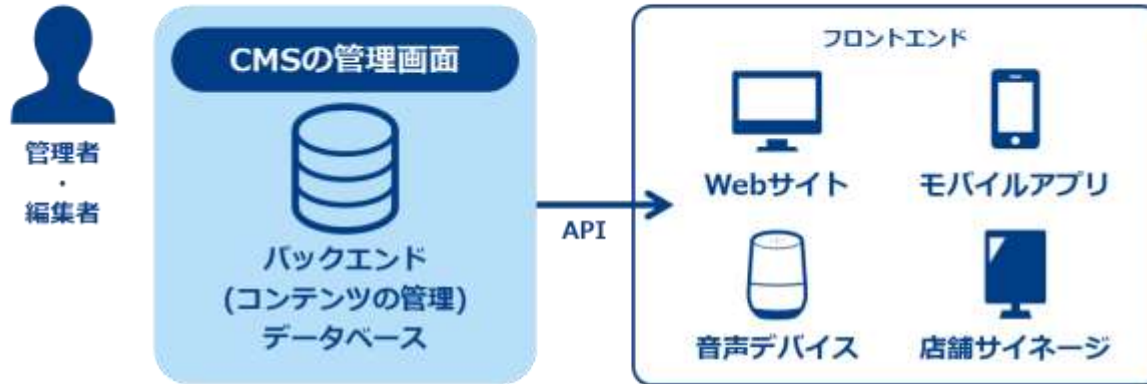 管理者
・
編集者
CMSの管理画面
バックエンド
(コンテンツの管理)
データベース
API
フロントエンド
Webサイト
モバイルアプリ
音声デバイス
店舗サイネージ